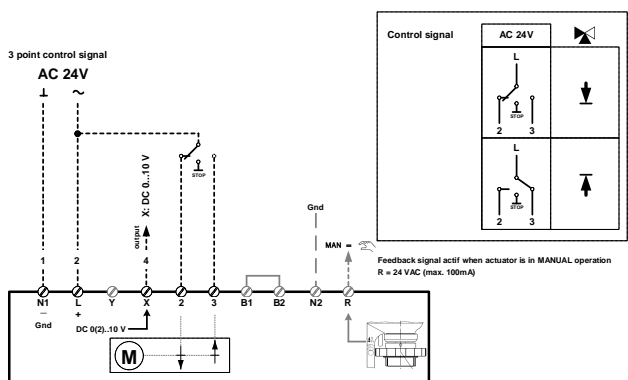 3 point control signal
AC 24V
⊥ ~
STOP
output
X: DC 0...10 V
1 2 4
Gnd
MAN =
N1 L Y X 2 3 B1 B2 N2 R
– +
Gnd
DC 0(2)..10 V
M
Control signal
AC 24V
L
STOP
2 3
L
STOP
2 3
Feedback signal actif when actuator is in MANUAL operation
R = 24 VAC (max. 100mA)